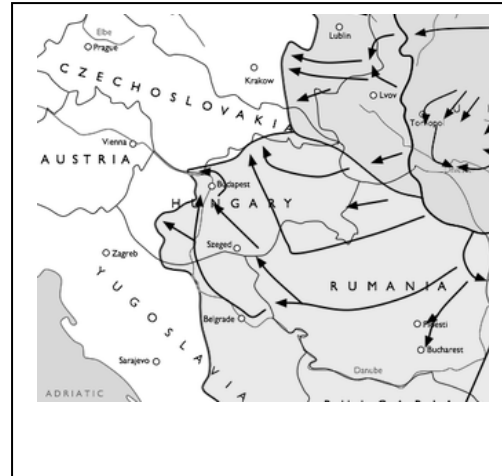 Elbe
Prague
Lublin
Krakow
CZECHOSLOVAKIA
Lvov
U
Tornopol
Vienna
AUSTRIA
Budapest
HUNGARY
Szeged
Zagreb
RUMANIA
YUGOSLAVIA
Belgrade
Ploesti
Bucharest
Sarajevo
Danube
ADRIATIC